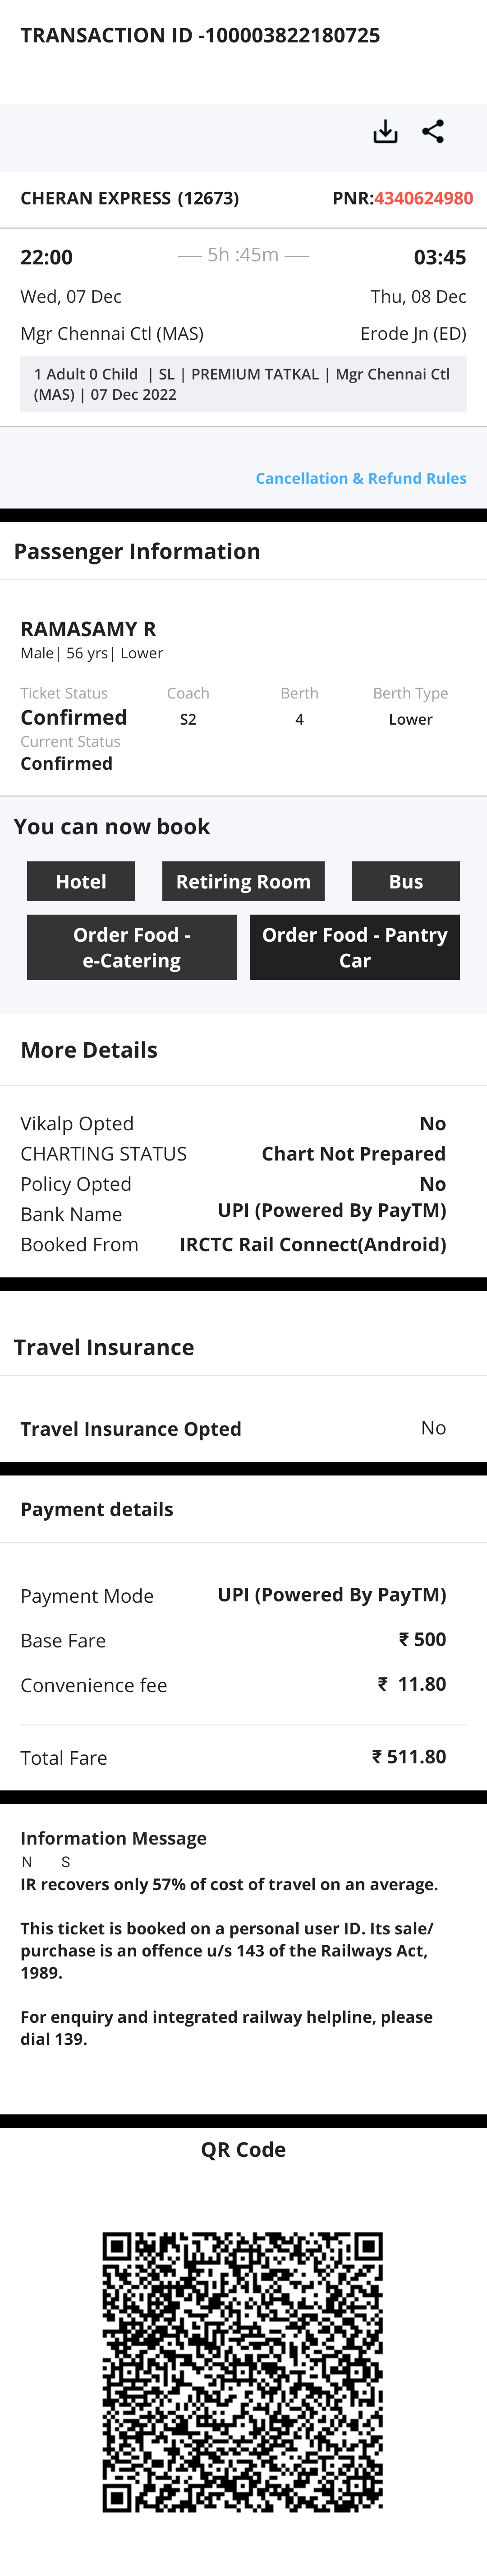 TRANSACTION ID -100003822180725
CHERAN EXPRESS (12673) PNR:4340624980
22:00 5h :45m 03:45
Wed, 07 Dec Thu, 08 Dec
Mgr Chennai Ctl (MAS) Erode Jn (ED)
1 Adult 0 Child | SL | PREMIUM TATKAL | Mgr Chennai Ctl
(MAS) | 07 Dec 2022
Cancellation & Refund Rules
Passenger Information
RAMASAMY R
Male| 56 yrs| Lower
Ticket Status Coach Berth Berth Type
Confirmed S2 4 Lower
Current Status
Confirmed
You can now book
Hotel Retiring Room Bus
Order Food -
e-Catering
Order Food - Pantry
Car
More Details
Vikalp Opted No
CHARTING STATUS Chart Not Prepared
Policy Opted No
Bank Name UPI (Powered By PayTM)
Booked From IRCTC Rail Connect(Android)
Travel Insurance
Travel Insurance Opted No
Payment details
Payment Mode UPI (Powered By PayTM)
Base Fare ₹ 500
Convenience fee ₹ 11.80
Total Fare ₹ 511.80
Information Message
N S
IR recovers only 57% of cost of travel on an average.
This ticket is booked on a personal user ID. Its sale/
purchase is an offence u/s 143 of the Railways Act,
1989.
For enquiry and integrated railway helpline, please
dial 139.
QR Code